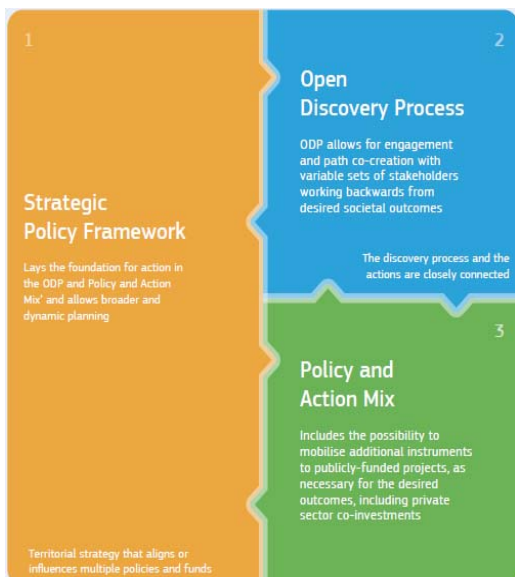 1
Strategic
Policy Framework
Lays the foundation for action in
the ODP and Policy and Action
Mix' and allows broader and
dynamic planning
Territorial strategy that aligns or
influences multiple policies and funds
2
Open
Discovery Process
ODP allows for engagement
and path co-creation with
variable sets of stakeholders
working backwards from
desired societal outcomes
The discovery process and the
actions are closely connected
3
Policy and
Action Mix
Includes the possibility to
mobilise additional instruments
to publicly-funded projects, as
necessary for the desired
outcomes, including private
sector co-investments